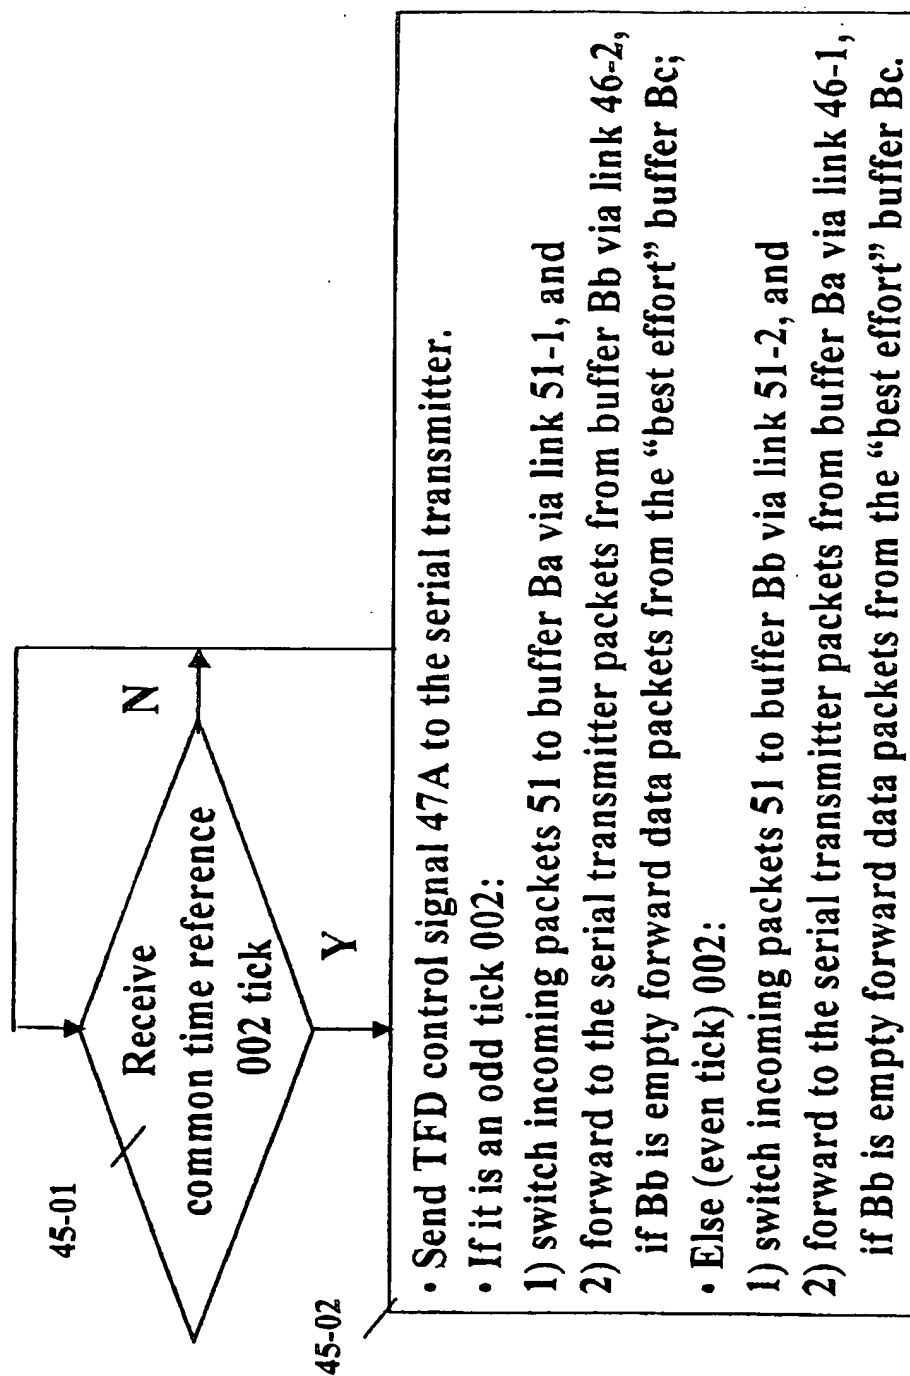 45-01
Receive
common time reference
002 tick
N
Y
45-02
• Send TFD control signal 47A to the serial transmitter.
• If it is an odd tick 002:
1) switch incoming packets 51 to buffer Ba via link 51-1, and
2) forward to the serial transmitter packets from buffer Bb via link 46-2,
if Bb is empty forward data packets from the “best effort” buffer Bc;
• Else (even tick) 002:
1) switch incoming packets 51 to buffer Bb via link 51-2, and
2) forward to the serial transmitter packets from buffer Ba via link 46-1,
if Bb is empty forward data packets from the “best effort” buffer Bc.